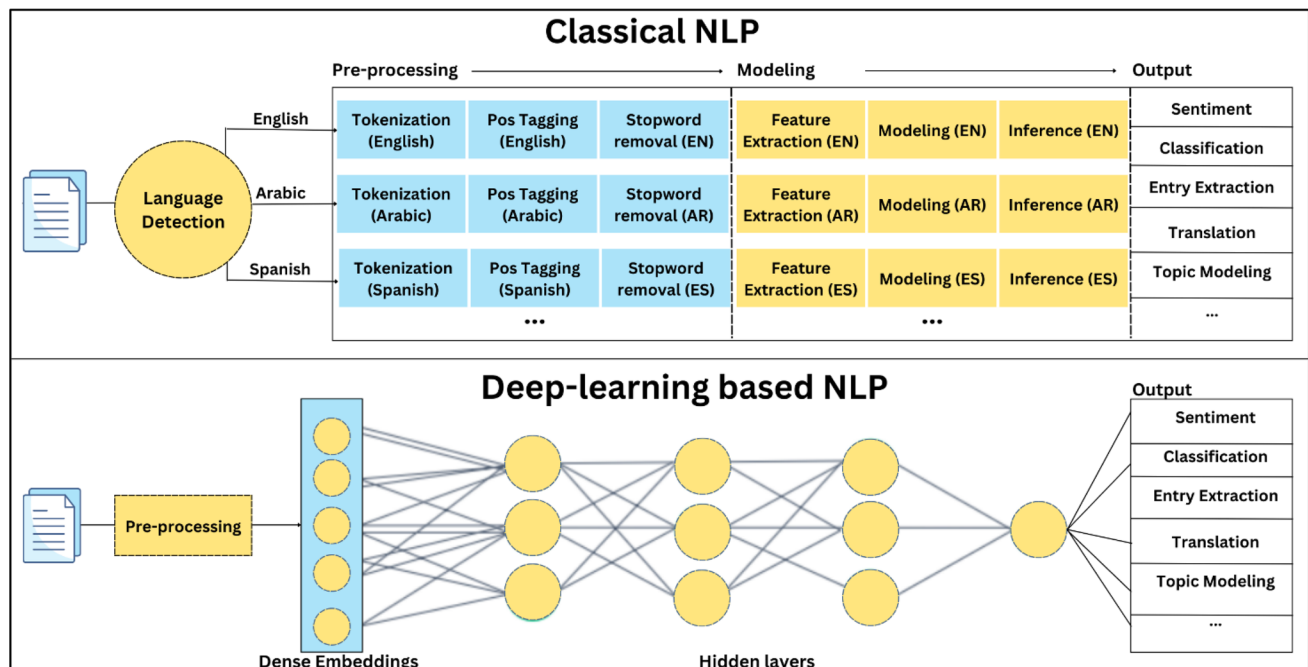 Classical NLP
Pre-processing
Modeling
Output
English
Arabic
Spanish
Language
Detection
Tokenization
(English)
Pos Tagging
(English)
Stopword
removal (EN)
Feature
Extraction (EN)
Modeling (EN)
Inference (EN)
Tokenization
(Arabic)
Pos Tagging
(Arabic)
Stopword
removal (AR)
Feature
Extraction (AR)
Modeling (AR)
Inference (AR)
Tokenization
(Spanish)
Pos Tagging
(Spanish)
Stopword
removal (ES)
Feature
Extraction (ES)
Modeling (ES)
Inference (ES)
...
...
Sentiment
Classification
Entry Extraction
Translation
Topic Modeling
...
Deep-learning based NLP
Output
Pre-processing
Sentiment
Classification
Entry Extraction
Translation
Topic Modeling
...
Dense Embeddings
Hidden layers